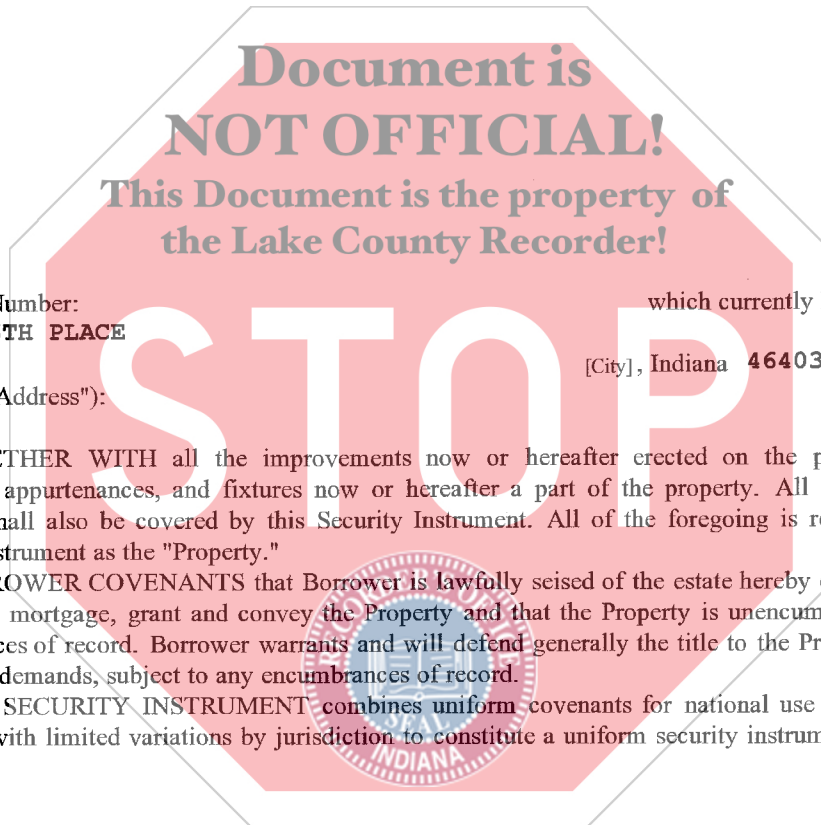 Document is
NOT OFFICIAL!
This Document is the property of
the Lake County Recorder!
Number: which currently
TH PLACE
[City], Indiana 46403
Address"):
STOP
ETHER WITH all the improvements now or hereafter erected on the p
appurtenances, and fixtures now or hereafter a part of the property. All
hall also be covered by this Security Instrument. All of the foregoing is r
strument as the "Property."
ROWER COVENANTS that Borrower is lawfully seised of the estate hereby
mortgage, grant and convey the Property and that the Property is unencum
ces of record. Borrower warrants and will defend generally the title to the Pr
demands, subject to any encumbrances of record.
SECURITY INSTRUMENT combines uniform covenants for national use
with limited variations by jurisdiction to constitute a uniform security instrum
RECORDER'S OFFICE
SEAL
INDIANA